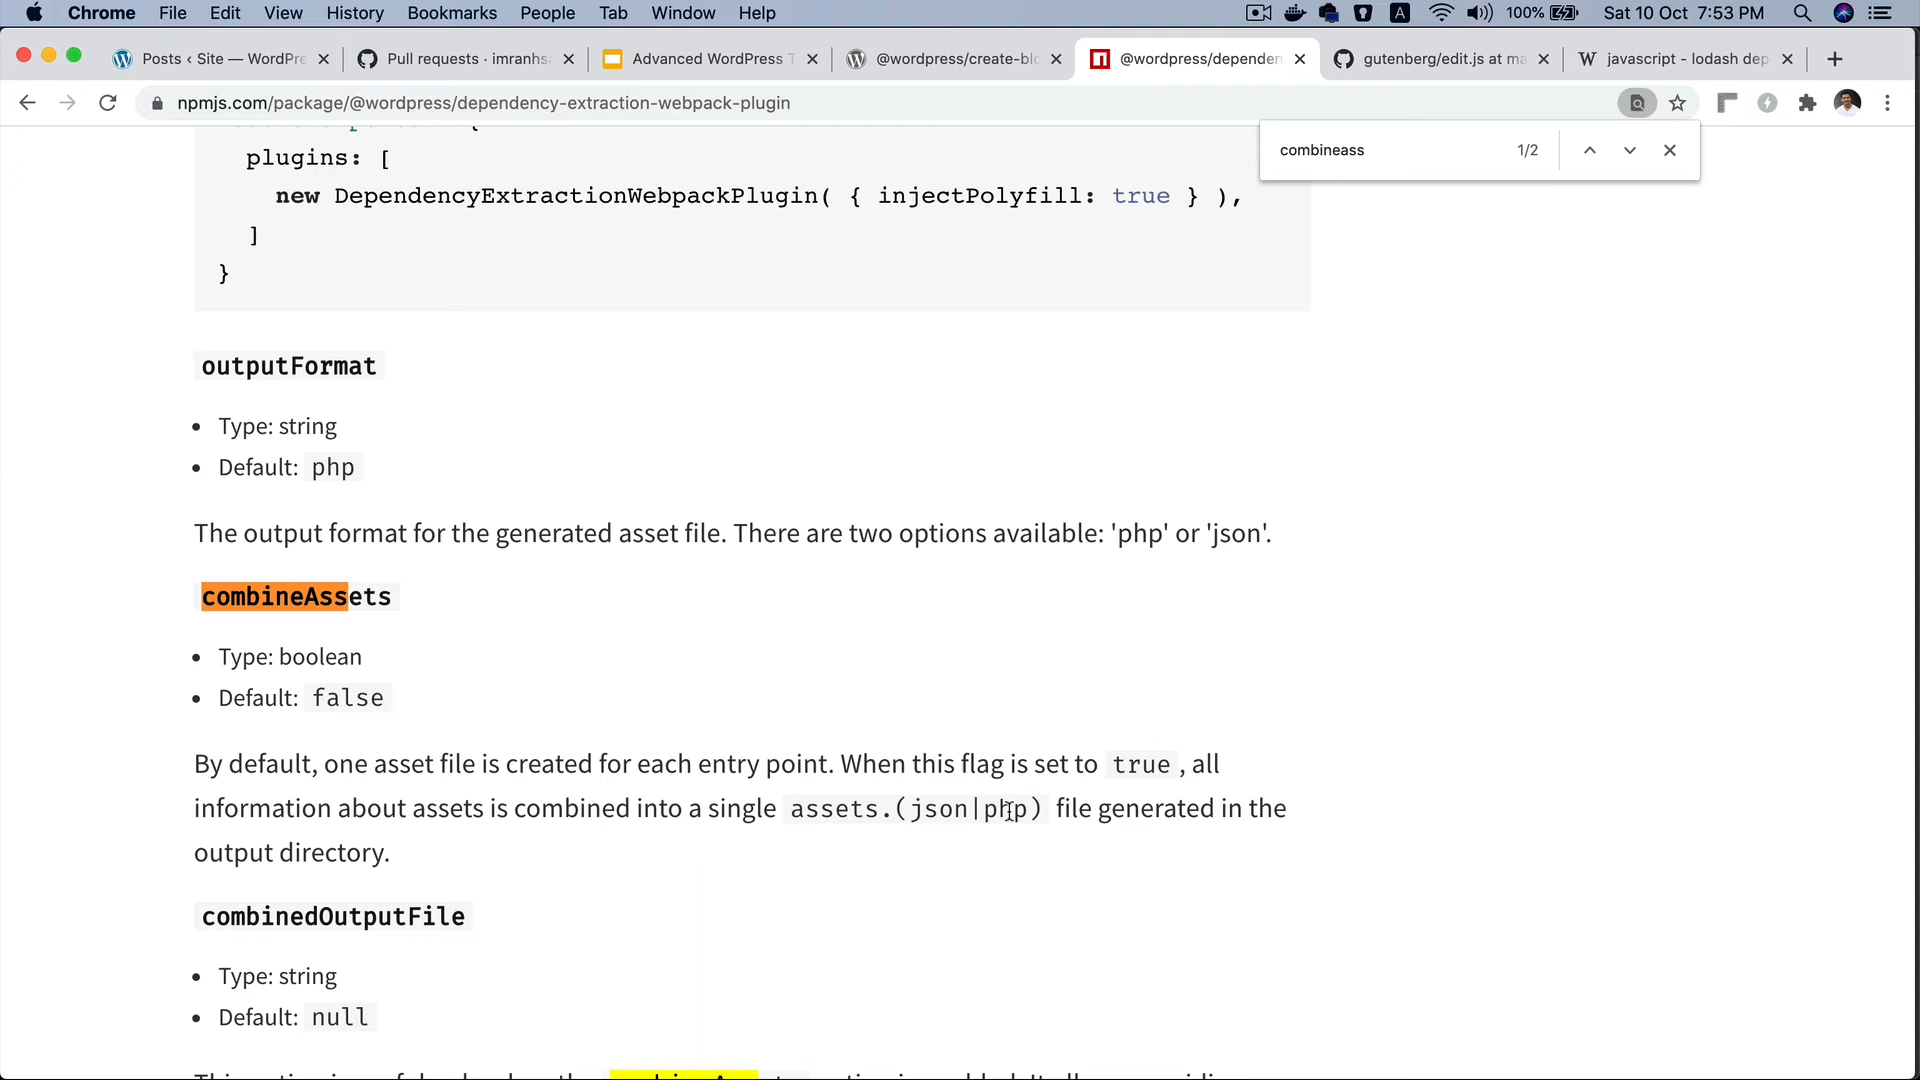 Chrome File Edit View History Bookmarks People Tab Window Help 100% Sat 10 Oct 7:53 PM
Posts ‹ Site — WordPre Pull requests · imranhs Advanced WordPress T @wordpress/create-blo @wordpress/dependen gutenberg/edit.js at ma javascript - lodash dep
npmjs.com/package/@wordpress/dependency-extraction-webpack-plugin
combineass 1/2
plugins: [
new DependencyExtractionWebpackPlugin( { injectPolyfill: true } ),
]
}
outputFormat
• Type: string
• Default: php
The output format for the generated asset file. There are two options available: 'php' or 'json'.
combineAssets
• Type: boolean
• Default: false
By default, one asset file is created for each entry point. When this flag is set to true, all
information about assets is combined into a single assets.(json|php) file generated in the
output directory.
combinedOutputFile
• Type: string
• Default: null